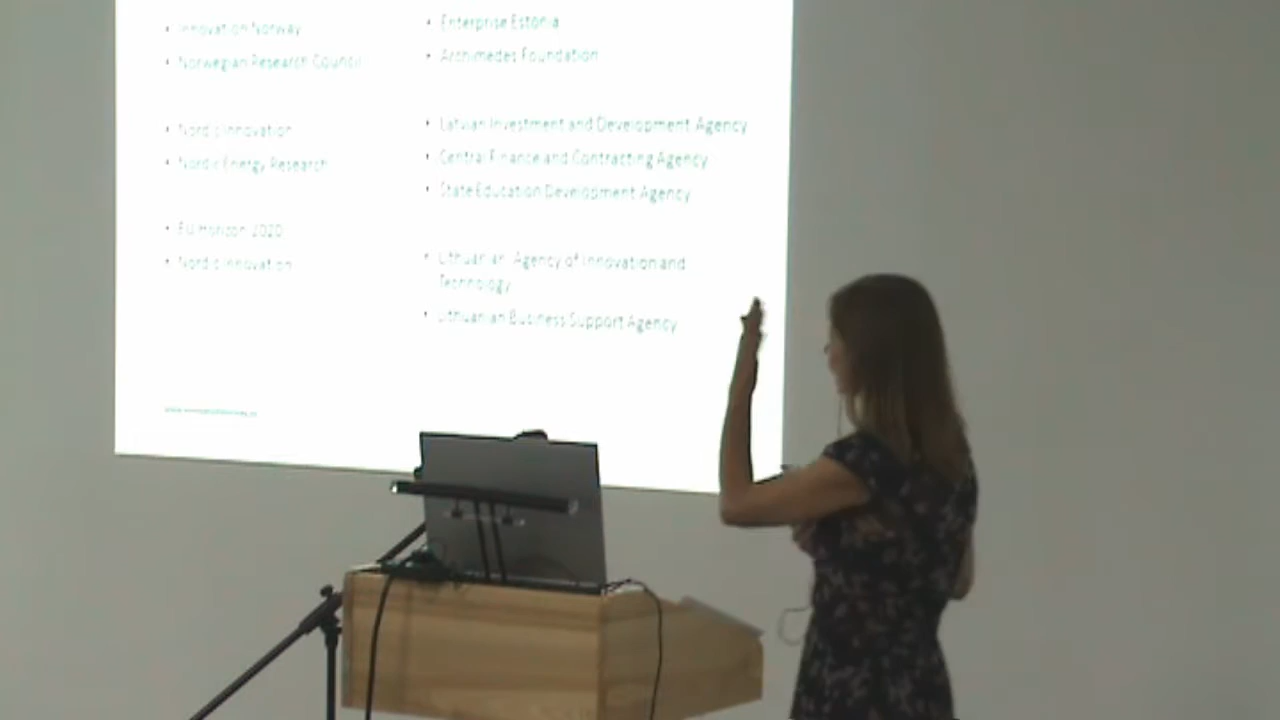 • Innovation Norway
• Norwegian Research Council
• Nordic Innovation
• Nordic Energy Research
• EU Horizon 2020
• Nordic Innovation
• Enterprise Estonia
• Archimedes Foundation
• Latvian Investment and Development Agency
• Central Finance and Contracting Agency
• State Education Development Agency
• Lithuanian Agency of Innovation and
Technology
• Lithuanian Business Support Agency